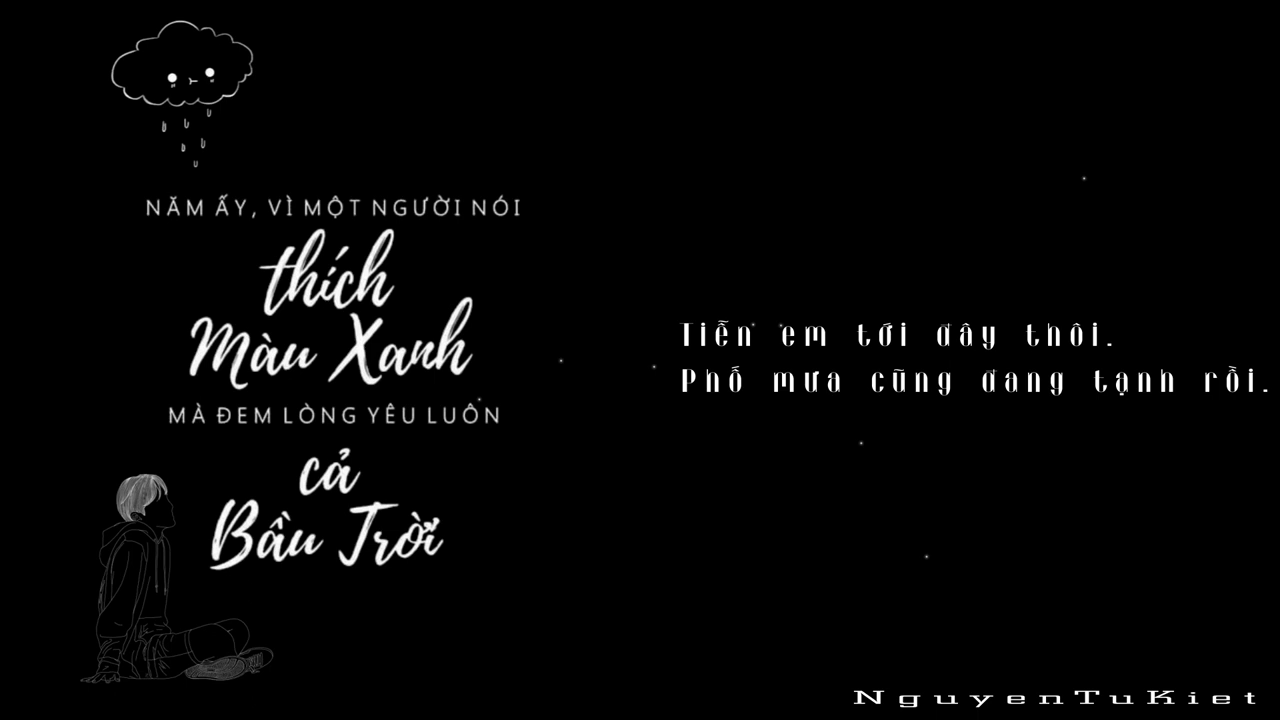 NĂM ẤY, VÌ MỘT NGƯỜI NÓI
thích
Màu Xanh
MÀ ĐEM LÒNG YÊU LUÔN
cả
Bầu Trời
Tiễn em tới đây thôi.
Phố mưa cũng đang tạnh rồi.
NguyenTuKiet